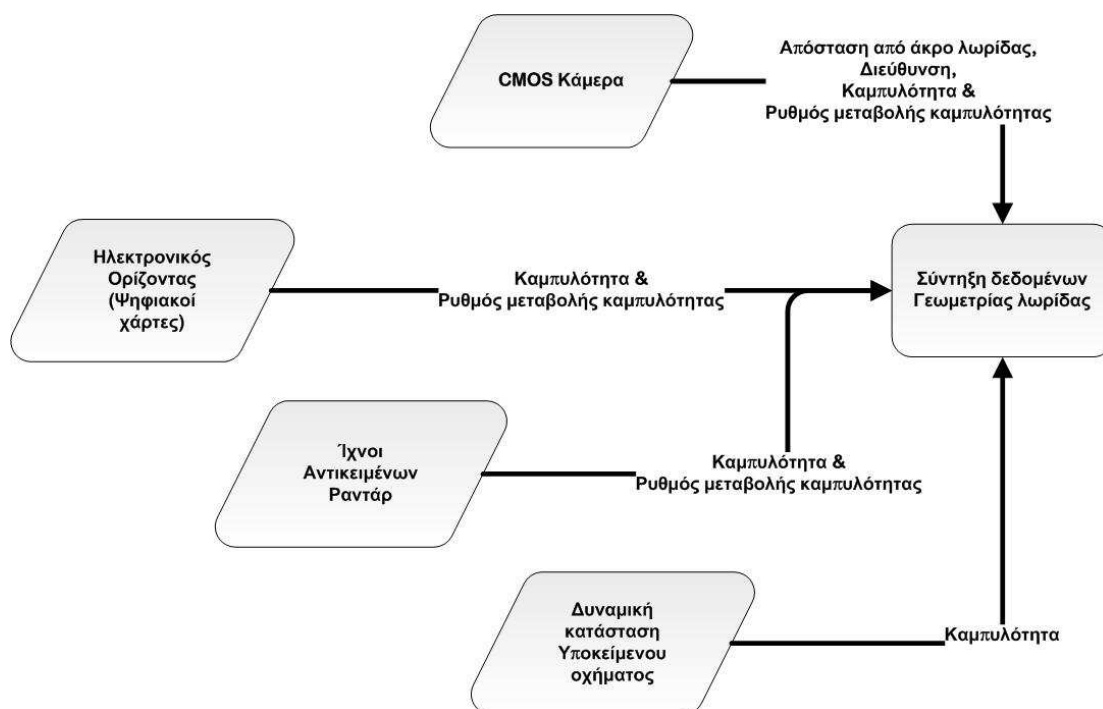 CMOS Κάμερα
Απόσταση από άκρο λωρίδας,
Διεύθυνση,
Καμπυλότητα &
Ρυθμός μεταβολής καμπυλότητας
Ηλεκτρονικός
Ορίζοντας
(Ψηφιακοί
χάρτες)
Καμπυλότητα &
Ρυθμός μεταβολής καμπυλότητας
Σύντηξη δεδομένων
Γεωμετρίας λωρίδας
Ίχνοι
Αντικειμένων
Ραντάρ
Καμπυλότητα &
Ρυθμός μεταβολής καμπυλότητας
Δυναμική
κατάσταση
Υποκείμενου
οχήματος
Καμπυλότητα